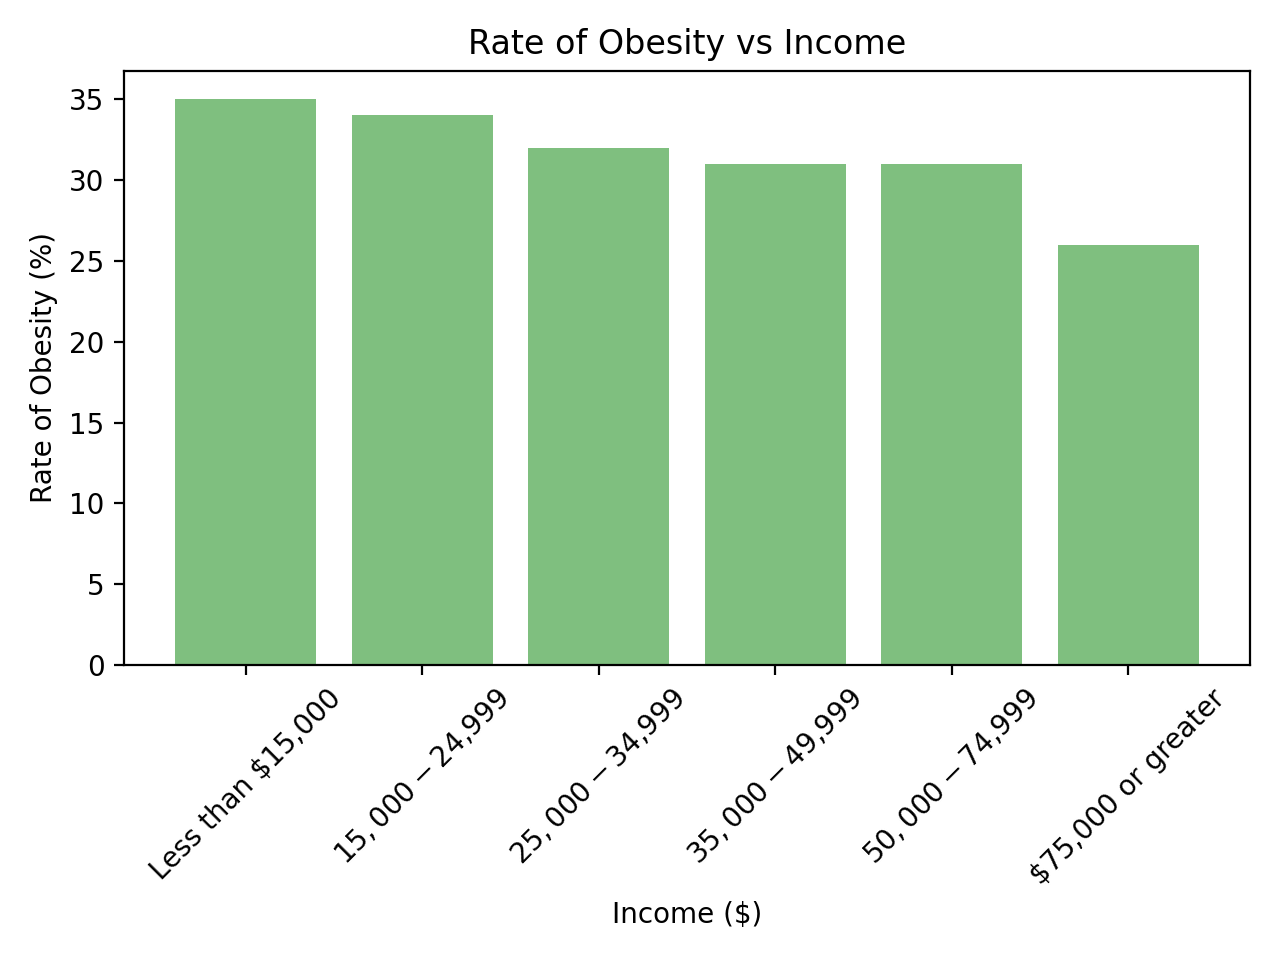 Rate of Obesity vs Income
Rate of Obesity (%)
35
30
25
20
15
10
5
0
Less than $15,000
15,000 − 24,999
25,000 − 34,999
35,000 − 49,999
50,000 − 74,999
$75,000 or greater
Income ($)